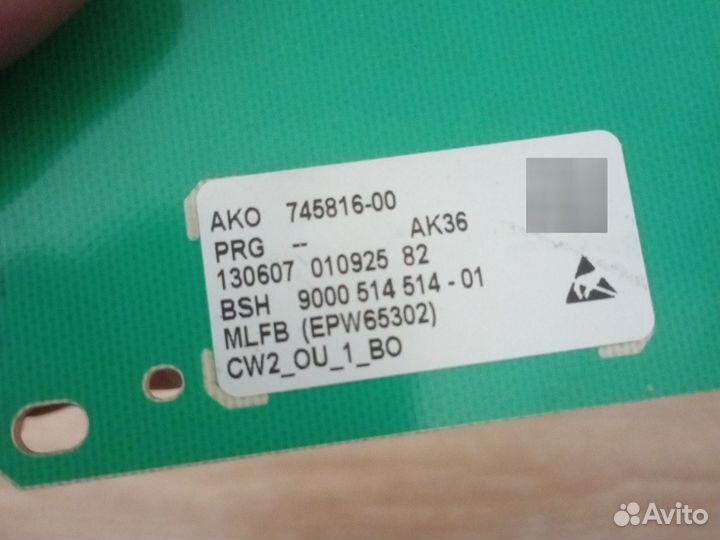 AKO 745816-00
PRG -- AK36
130607 010925 82
BSH 9000 514 514 - 01
MLFB (EPW65302)
CW2_OU_1_BO
Avito